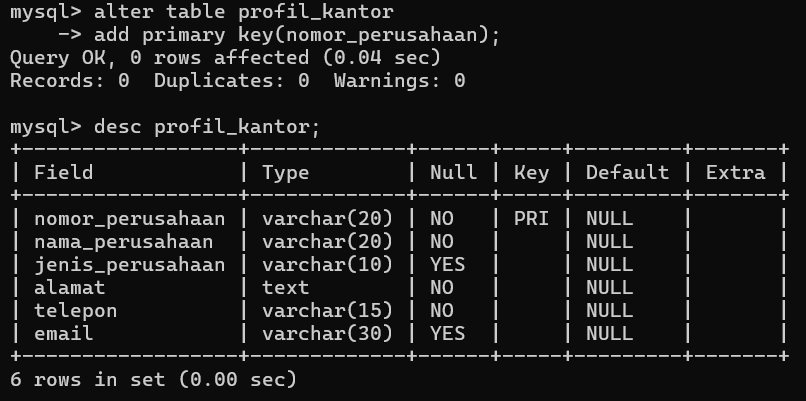 mysql> alter table profil_kantor
    -> add primary key(nomor_perusahaan);
Query OK, 0 rows affected (0.04 sec)
Records: 0  Duplicates: 0  Warnings: 0

mysql> desc profil_kantor;
+------------------+-------------+------+-----+---------+-------+
| Field            | Type        | Null | Key | Default | Extra |
+------------------+-------------+------+-----+---------+-------+
| nomor_perusahaan | varchar(20) | NO   | PRI | NULL    |       |
| nama_perusahaan  | varchar(20) | NO   |     | NULL    |       |
| jenis_perusahaan | varchar(10) | YES  |     | NULL    |       |
| alamat           | text        | NO   |     | NULL    |       |
| telepon          | varchar(15) | NO   |     | NULL    |       |
| email            | varchar(30) | YES  |     | NULL    |       |
+------------------+-------------+------+-----+---------+-------+
6 rows in set (0.00 sec)